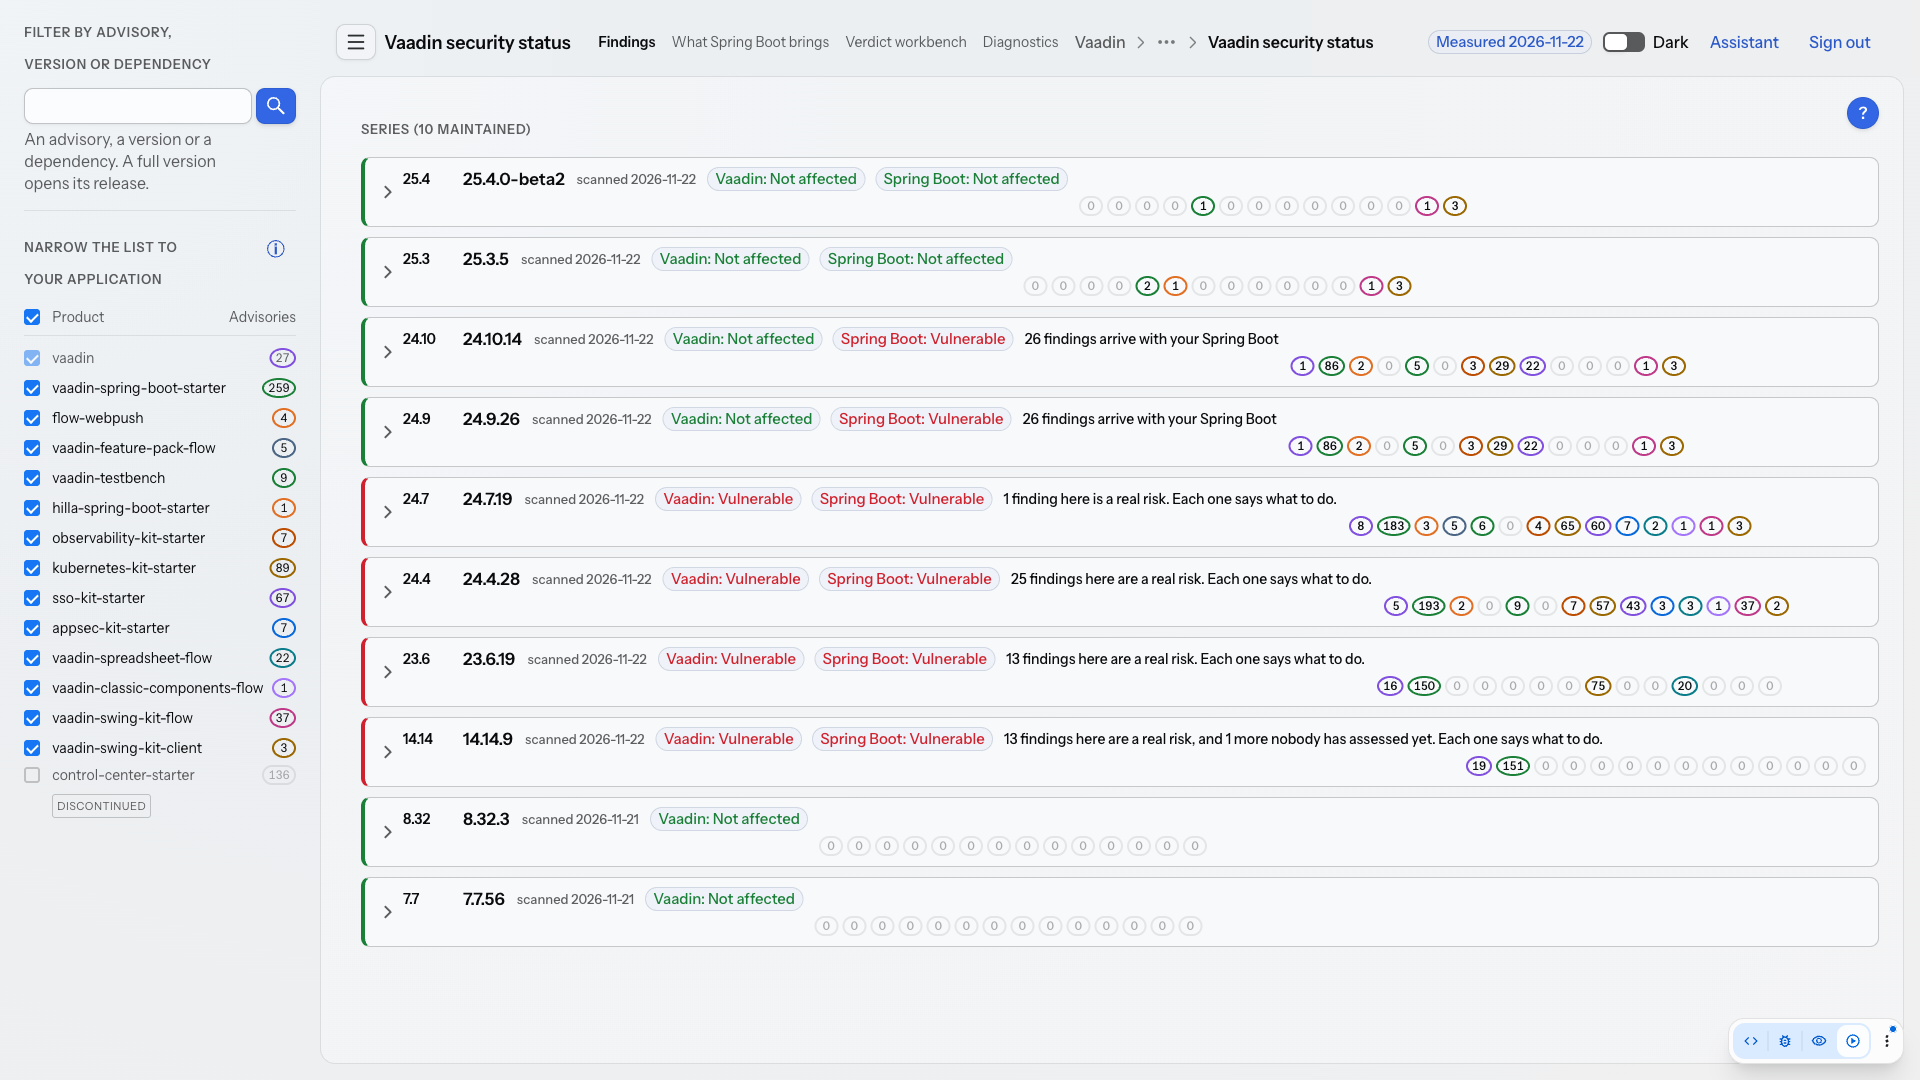 FILTER BY ADVISORY,
VERSION OR DEPENDENCY
An advisory, a version or a
dependency. A full version
opens its release.
NARROW THE LIST TO
YOUR APPLICATION
Product Advisories
vaadin 27
vaadin-spring-boot-starter 259
flow-webpush 4
vaadin-feature-pack-flow 5
vaadin-testbench 9
hilla-spring-boot-starter 1
observability-kit-starter 7
kubernetes-kit-starter 89
sso-kit-starter 67
appsec-kit-starter 7
vaadin-spreadsheet-flow 22
vaadin-classic-components-flow 1
vaadin-swing-kit-flow 37
vaadin-swing-kit-client 3
control-center-starter 136
DISCONTINUED
Vaadin security status Findings What Spring Boot brings Verdict workbench Diagnostics Vaadin > ··· > Vaadin security status Measured 2026-11-22 Dark Assistant Sign out
SERIES (10 MAINTAINED) ?
25.4 25.4.0-beta2 scanned 2026-11-22 Vaadin: Not affected Spring Boot: Not affected
0 0 0 0 1 0 0 0 0 0 0 0 1 3
25.3 25.3.5 scanned 2026-11-22 Vaadin: Not affected Spring Boot: Not affected
0 0 0 0 2 1 0 0 0 0 0 0 1 3
24.10 24.10.14 scanned 2026-11-22 Vaadin: Not affected Spring Boot: Vulnerable 26 findings arrive with your Spring Boot
1 86 2 0 5 0 3 29 22 0 0 0 1 3
24.9 24.9.26 scanned 2026-11-22 Vaadin: Not affected Spring Boot: Vulnerable 26 findings arrive with your Spring Boot
1 86 2 0 5 0 3 29 22 0 0 0 1 3
24.7 24.7.19 scanned 2026-11-22 Vaadin: Vulnerable Spring Boot: Vulnerable 1 finding here is a real risk. Each one says what to do.
8 183 3 5 6 0 4 65 60 7 2 1 1 3
24.4 24.4.28 scanned 2026-11-22 Vaadin: Vulnerable Spring Boot: Vulnerable 25 findings here are a real risk. Each one says what to do.
5 193 2 0 9 0 7 57 43 3 3 1 37 2
23.6 23.6.19 scanned 2026-11-22 Vaadin: Vulnerable Spring Boot: Vulnerable 13 findings here are a real risk. Each one says what to do.
16 150 0 0 0 0 0 75 0 0 20 0 0 0
14.14 14.14.9 scanned 2026-11-22 Vaadin: Vulnerable Spring Boot: Vulnerable 13 findings here are a real risk, and 1 more nobody has assessed yet. Each one says what to do.
19 151 0 0 0 0 0 0 0 0 0 0 0 0
8.32 8.32.3 scanned 2026-11-21 Vaadin: Not affected
0 0 0 0 0 0 0 0 0 0 0 0 0 0
7.7 7.7.56 scanned 2026-11-21 Vaadin: Not affected
0 0 0 0 0 0 0 0 0 0 0 0 0 0